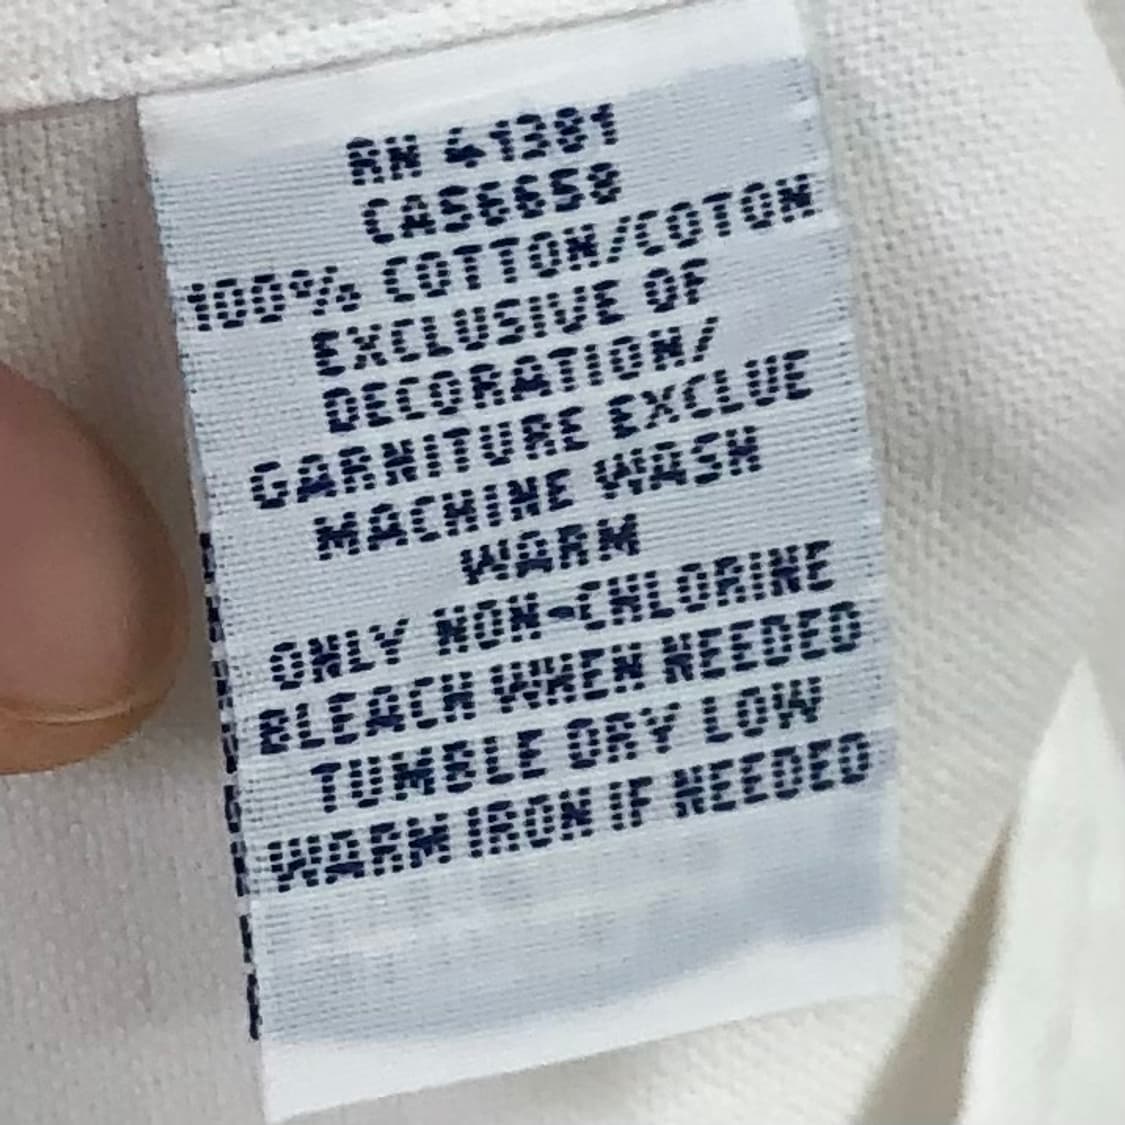 RN 41381
CA56658
100% COTTON/COTON
EXCLUSIVE OF
DECORATION/
GARNITURE EXCLUE
MACHINE WASH
WARM
ONLY NON-CHLORINE
BLEACH WHEN NEEDED
TUMBLE DRY LOW
WARM IRON IF NEEDED